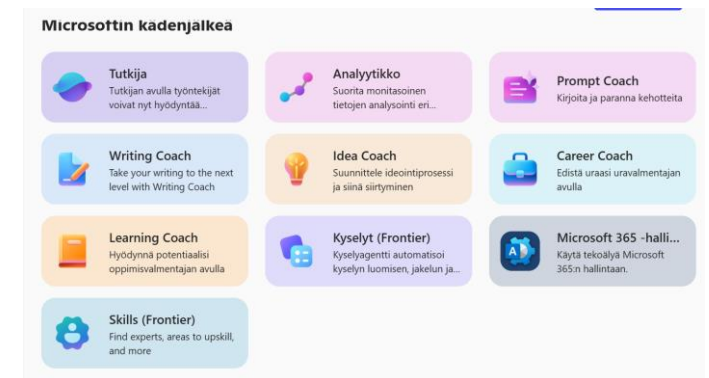 Microsoftin kädenjälkeä
Tutkija
Tutkijan avulla työntekijät
voivat nyt hyödyntää...
Analyytikko
Suorita monitasoinen
tietojen analysointi eri...
Prompt Coach
Kirjoita ja paranna kehotteita
Writing Coach
Take your writing to the next
level with Writing Coach
Idea Coach
Suunnittele ideointiprosessi
ja siinä siirtyminen
Career Coach
Edistä uraasi uravalmentajan
avulla
Learning Coach
Hyödynnä potentiaalisi
oppimisvalmentajan avulla
Kyselyt (Frontier)
Kyselyagentti automatisoi
kyselyn luomisen, jakelun ja...
Microsoft 365 -halli...
Käytä tekoälyä Microsoft
365:n hallintaan.
Skills (Frontier)
Find experts, areas to upskill,
and more